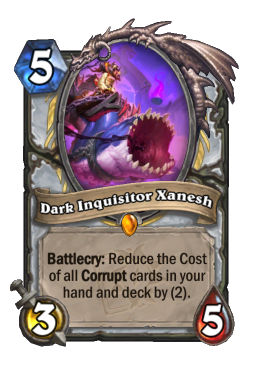 5
Dark Inquisitor Xanesh
Battlecry: Reduce the Cost
of all Corrupt cards in your
hand and deck by (2).
3
5